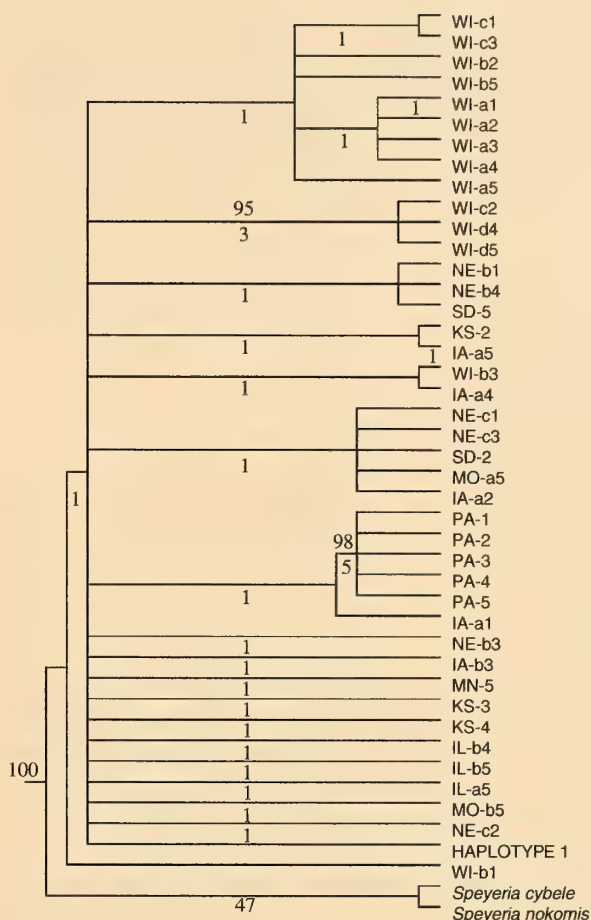 WI-c1
1
WI-c3
WI-b2
WI-b5
WI-a1
1
1
WI-a2
1
WI-a3
WI-a4
WI-a5
95
WI-c2
3
WI-d4
WI-d5
NE-b1
1
NE-b4
SD-5
KS-2
1
IA-a5
1
WI-b3
1
IA-a4
NE-c1
NE-c3
1
SD-2
MO-a5
1
IA-a2
PA-1
98
PA-2
5
PA-3
PA-4
1
PA-5
IA-a1
NE-b3
1
IA-b3
1
MN-5
1
KS-3
1
KS-4
1
IL-b4
1
IL-b5
1
IL-a5
1
MO-b5
1
NE-c2
1
HAPLOTYPE 1
100
WI-b1
Speyeria cybele
47
Speyeria nokomis